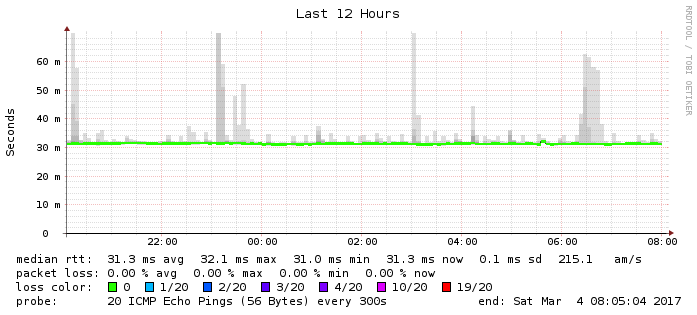 Last 12 Hours
RRDTOOL / TOBI OETIKER
Seconds
60 m
50 m
40 m
30 m
20 m
10 m
0
22:00 00:00 02:00 04:00 06:00 08:00
median rtt: 31.3 ms avg 32.1 ms max 31.0 ms min 31.3 ms now 0.1 ms sd 215.1 am/s
packet loss: 0.00 % avg 0.00 % max 0.00 % min 0.00 % now
loss color: 0 1/20 2/20 3/20 4/20 10/20 19/20
probe: 20 ICMP Echo Pings (56 Bytes) every 300s end: Sat Mar 4 08:05:04 2017